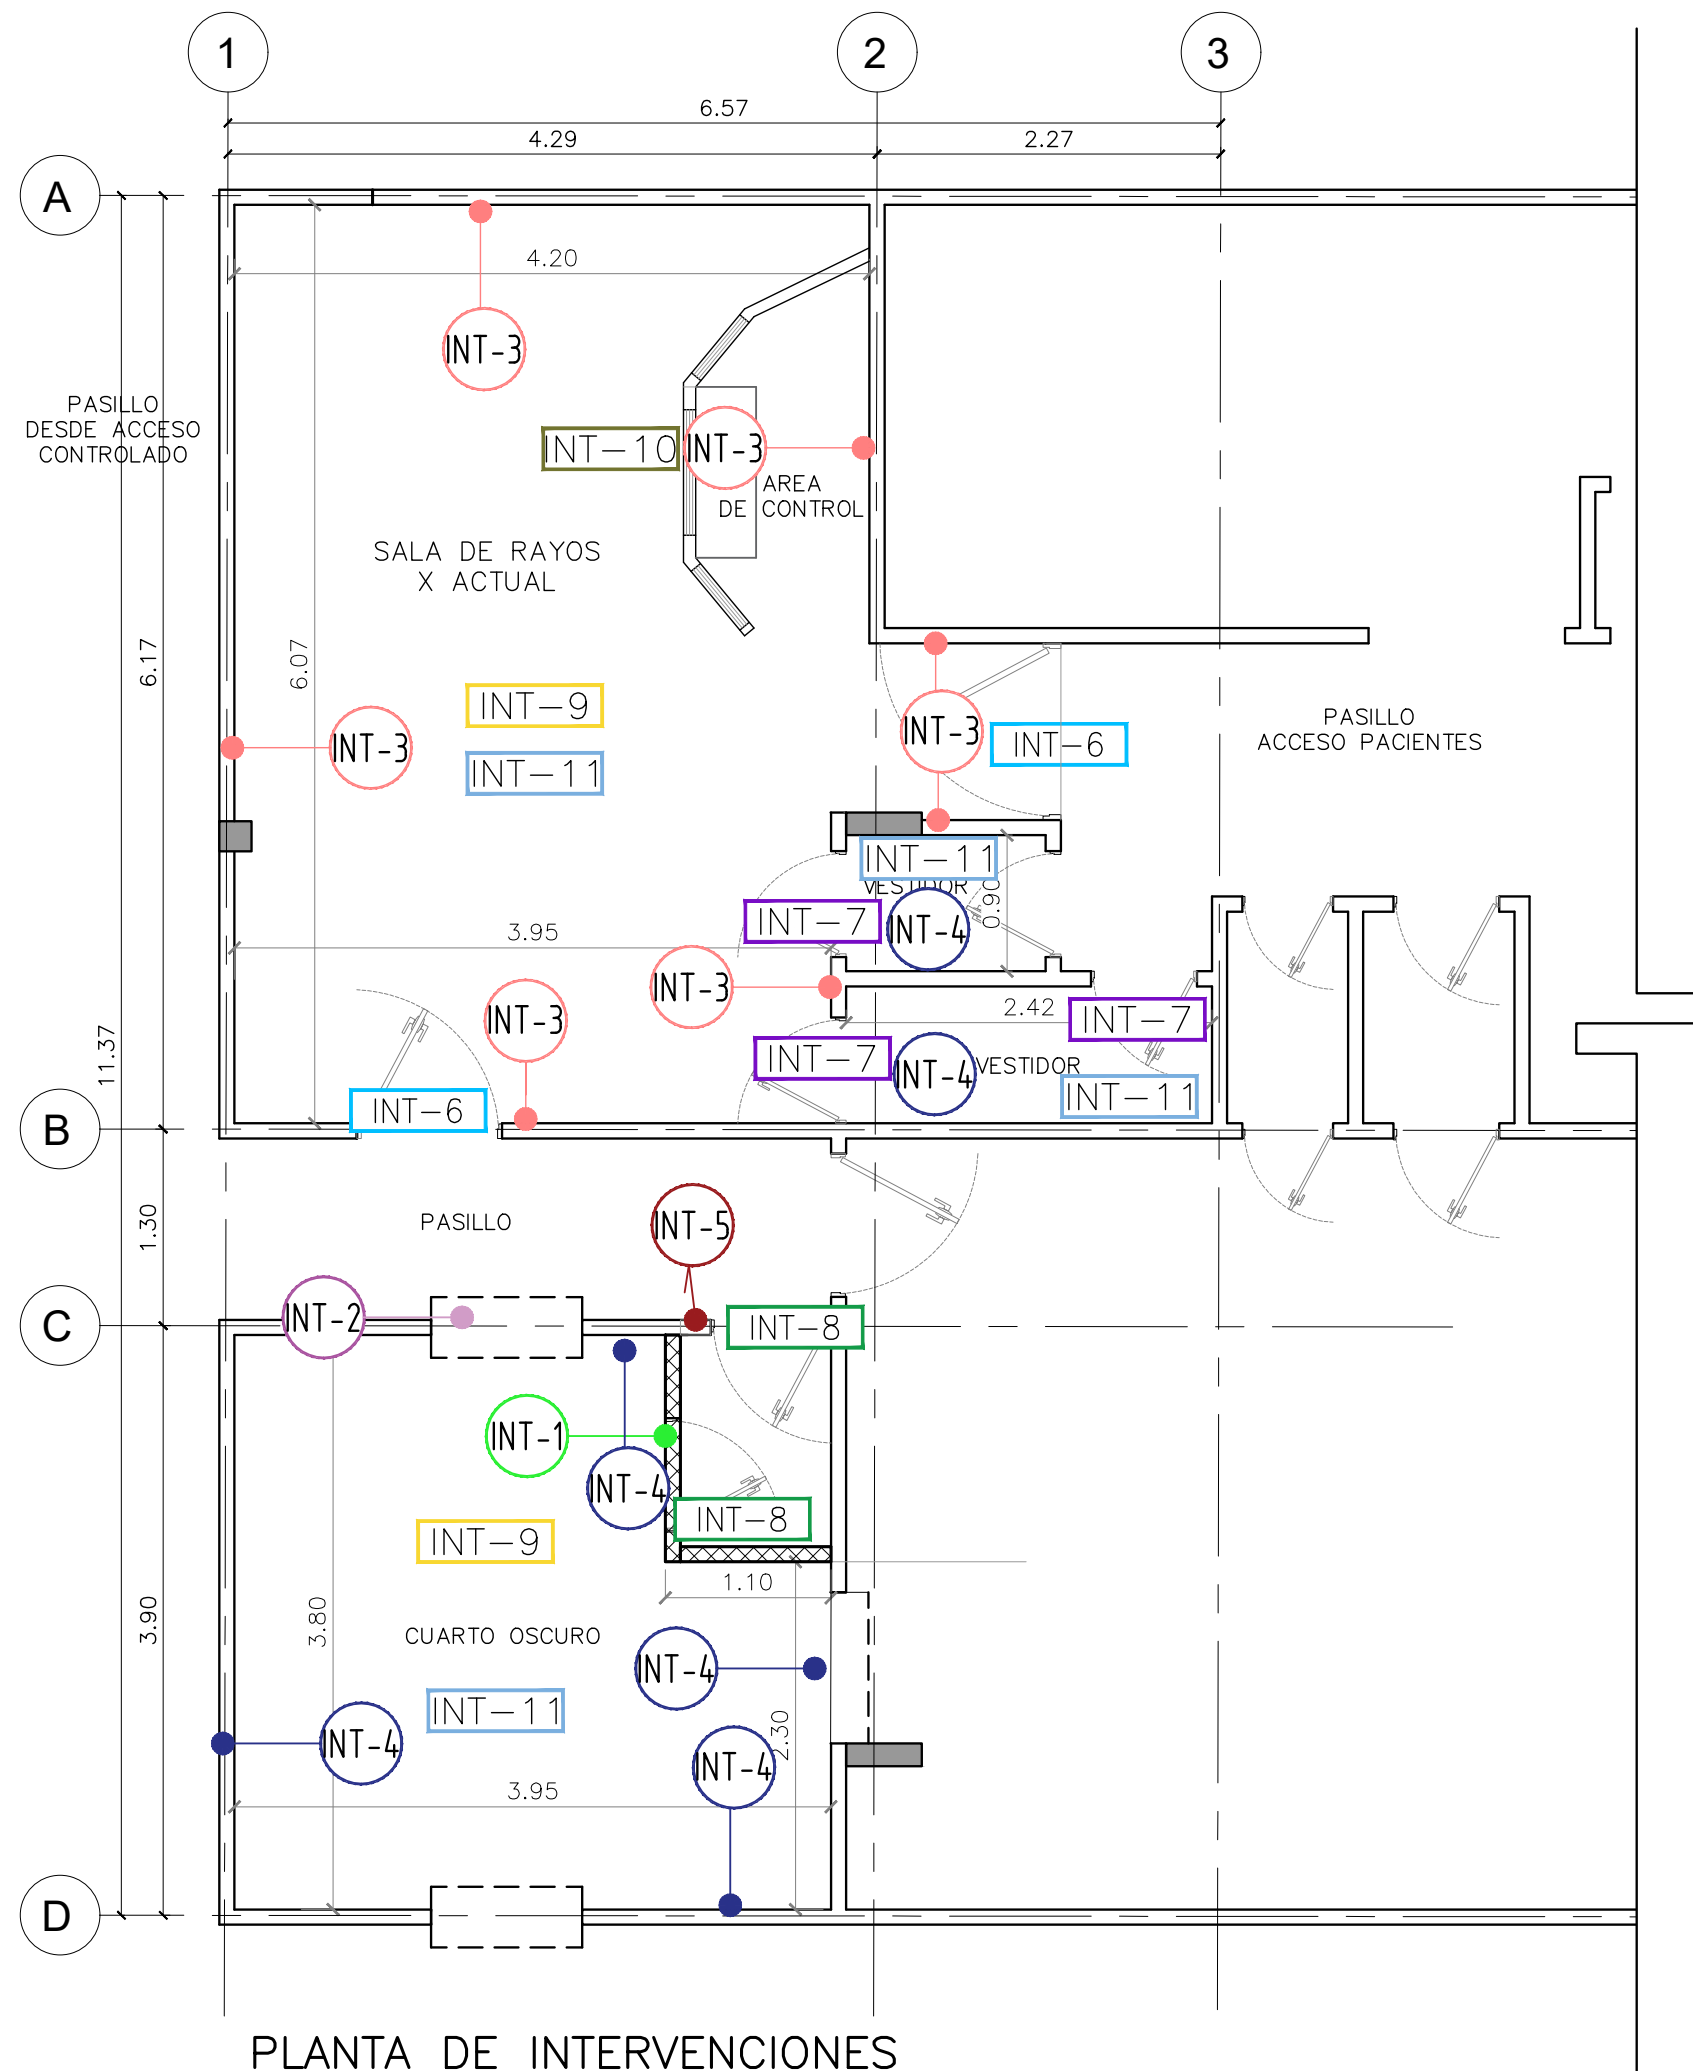 1
2
3
6.57
4.29
2.27
A
4.20
INT-3
PASILLO
DESDE ACCESO
CONTROLADO
INT-10
INT-3
AREA
DE CONTROL
SALA DE RAYOS
X ACTUAL
6.17
6.07
INT-9
INT-3
INT-3
INT-6
PASILLO
ACCESO PACIENTES
INT-11
INT-11
VESTIDOR
0.90
INT-7
INT-4
3.95
INT-3
INT-3
2.42
INT-7
11.37
INT-7
INT-4
VESTIDOR
INT-6
INT-11
B
1.30
PASILLO
INT-5
C
INT-2
INT-8
INT-1
INT-4
INT-8
INT-9
1.10
3.90
3.80
CUARTO OSCURO
INT-4
INT-11
INT-4
2.30
INT-4
3.95
D
PLANTA DE INTERVENCIONES